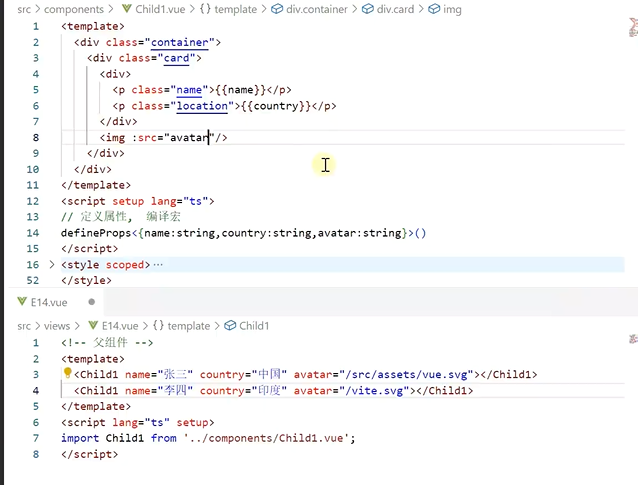 src > components > Child1.vue > {} template > div.container > div.card > img
1 <template>
2 <div class="container">
3 <div class="card">
4 <div>
5 <p class="name">{{name}}</p>
6 <p class="location">{{country}}</p>
7 </div>
8 <img :src="avatar"/>
9 </div>
10 </div>
11 </template>
12 <script setup lang="ts">
13 // 定义属性, 编译宏
14 defineProps<{name:string,country:string,avatar:string}>()
15 </script>
16 > <style scoped>···
52 </style>
E14.vue
src > views > E14.vue > {} template > Child1
1 <!-- 父组件 -->
2 <template>
3 <Child1 name="张三" country="中国" avatar="/src/assets/vue.svg"></Child1>
4 <Child1 name="李四" country="印度" avatar="/vite.svg"></Child1>
5 </template>
6 <script lang="ts" setup>
7 import Child1 from '../components/Child1.vue';
8 </script>